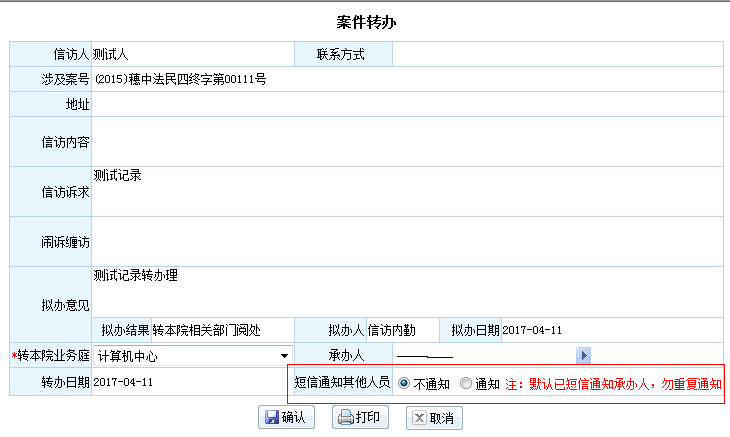 案件转办
信访人 测试人 联系方式
涉及案号 (2015)穗中法民四终字第00111号
地址
信访内容
信访诉求 测试记录
闹诉缠访
拟办意见 测试记录转办理
拟办结果 转本院相关部门阅处 拟办人 信访内勤 拟办日期 2017-04-11
*转本院业务庭 计算机中心 承办人
转办日期 2017-04-11 短信通知其他人员 不通知 通知 注：默认已短信通知承办人，勿重复通知
确认 打印 取消